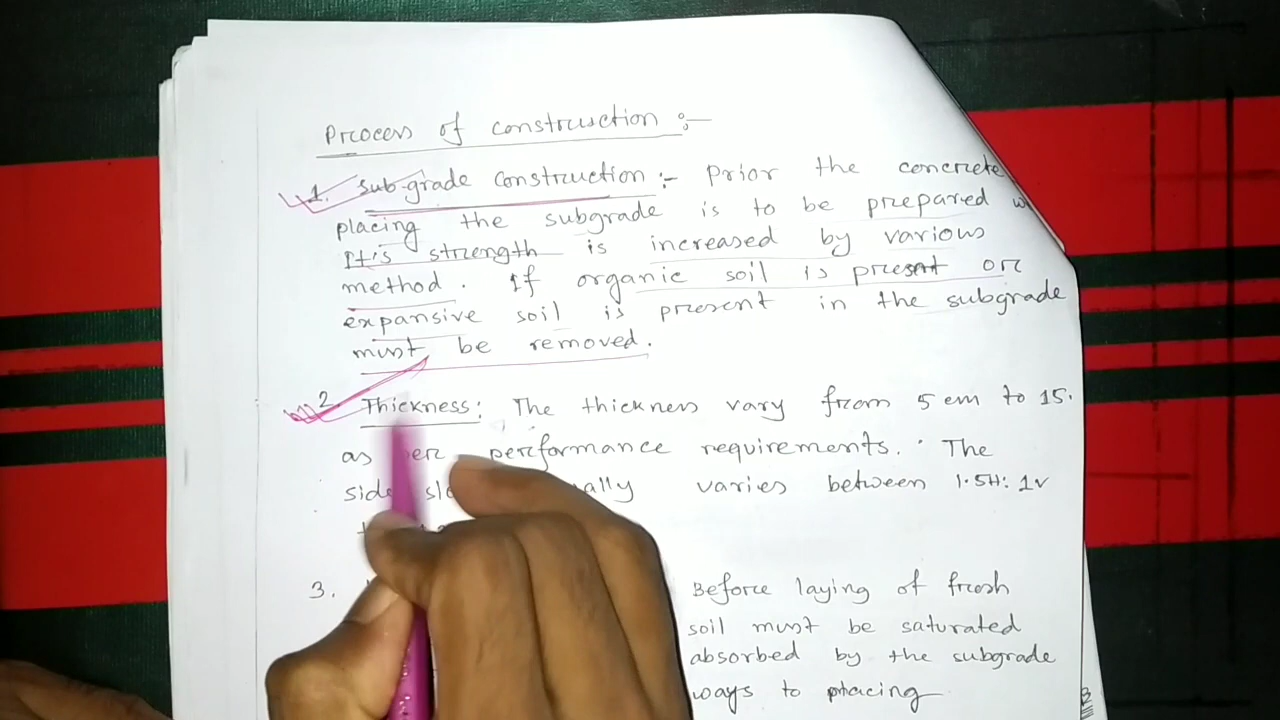 Process of construction :-
1. Sub-grade construction :- Prior the concrete
placing the subgrade is to be prepared
It's strength is increased by various
method. If organic soil is present or
expansive soil is present in the subgrade
must be removed.
2. Thickness: The thickness vary from 5 cm to 15.
as per performance requirements. The
side varies between 1.5H:1V
3. Before laying of fresh
soil must be saturated
absorbed by the subgrade
ways to placing